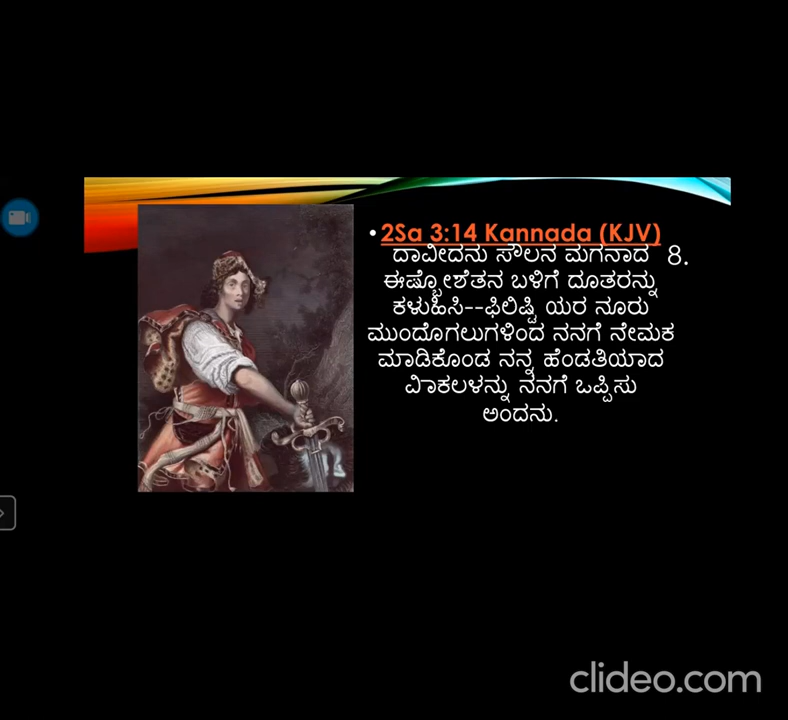 • 2Sa 3:14 Kannada (KJV)
ದಾವೀದನು ಸೌಲನ ಮಗನಾದ 8.
ಈಷ್ಬೋಶೆತನ ಬಳಿಗೆ ದೂತರನ್ನು
ಕಳುಹಿಸಿ--ಫಿಲಿಷ್ಟಿ ಯರ ನೂರು
ಮುಂದೊಗಲುಗಳಿಂದ ನನಗೆ ನೇಮಕ
ಮಾಡಿಕೊಂಡ ನನ್ನ ಹೆಂಡತಿಯಾದ
ವಿಾಕಲಳನ್ನು ನನಗೆ ಒಪ್ಪಿಸು
ಅಂದನು.
clideo.com